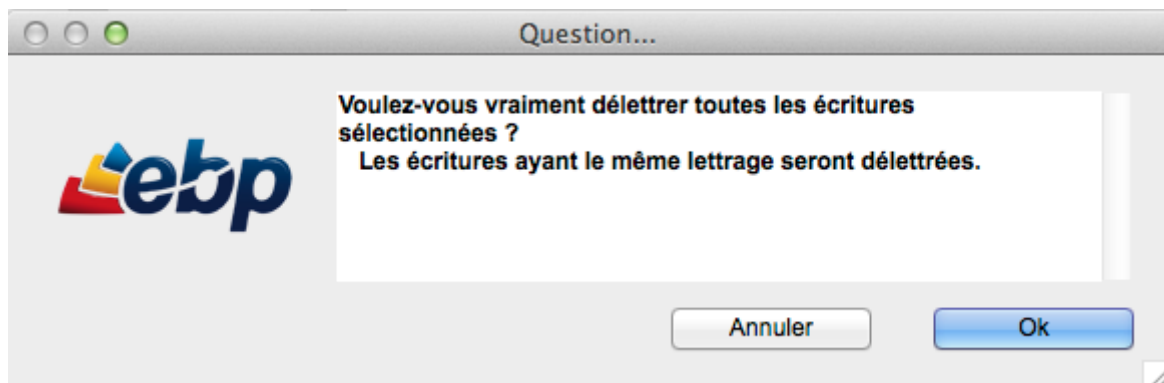 Question...
Voulez-vous vraiment délettrer toutes les écritures
sélectionnées ?
Les écritures ayant le même lettrage seront délettrées.
ebp
Annuler
Ok